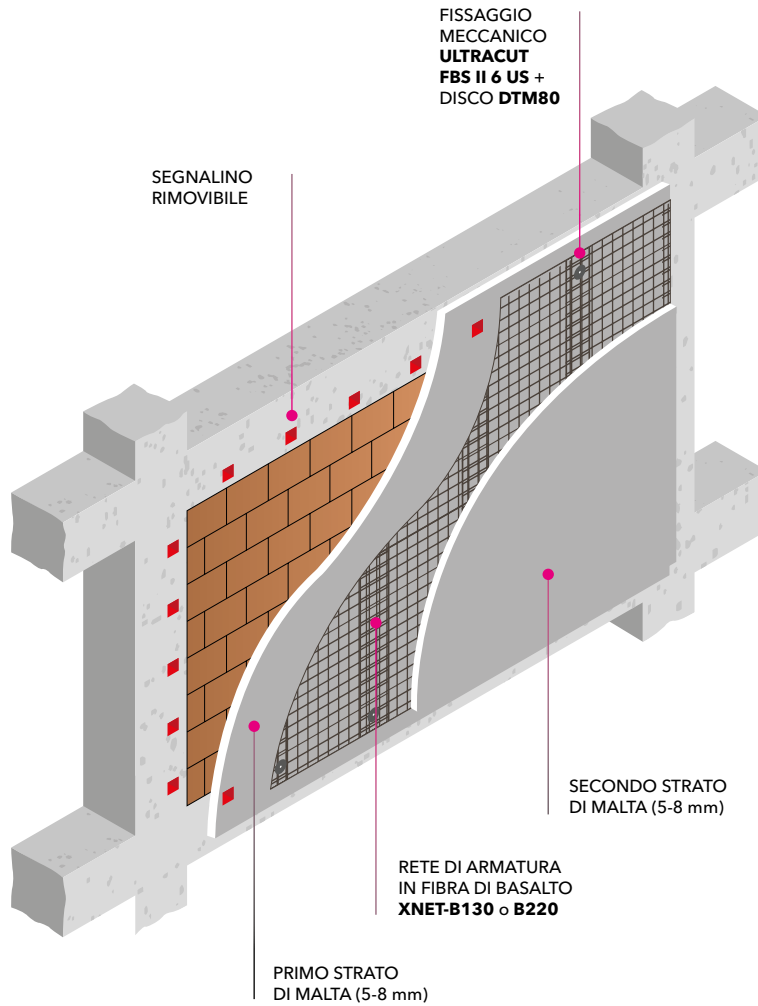 FISSAGGIO
MECCANICO
ULTRACUT
FBS II 6 US +
DISCO DTM80
SEGNALINO
RIMOVIBILE
SECONDO STRATO
DI MALTA (5-8 mm)
RETE DI ARMATURA
IN FIBRA DI BASALTO
XNET-B130 o B220
PRIMO STRATO
DI MALTA (5-8 mm)